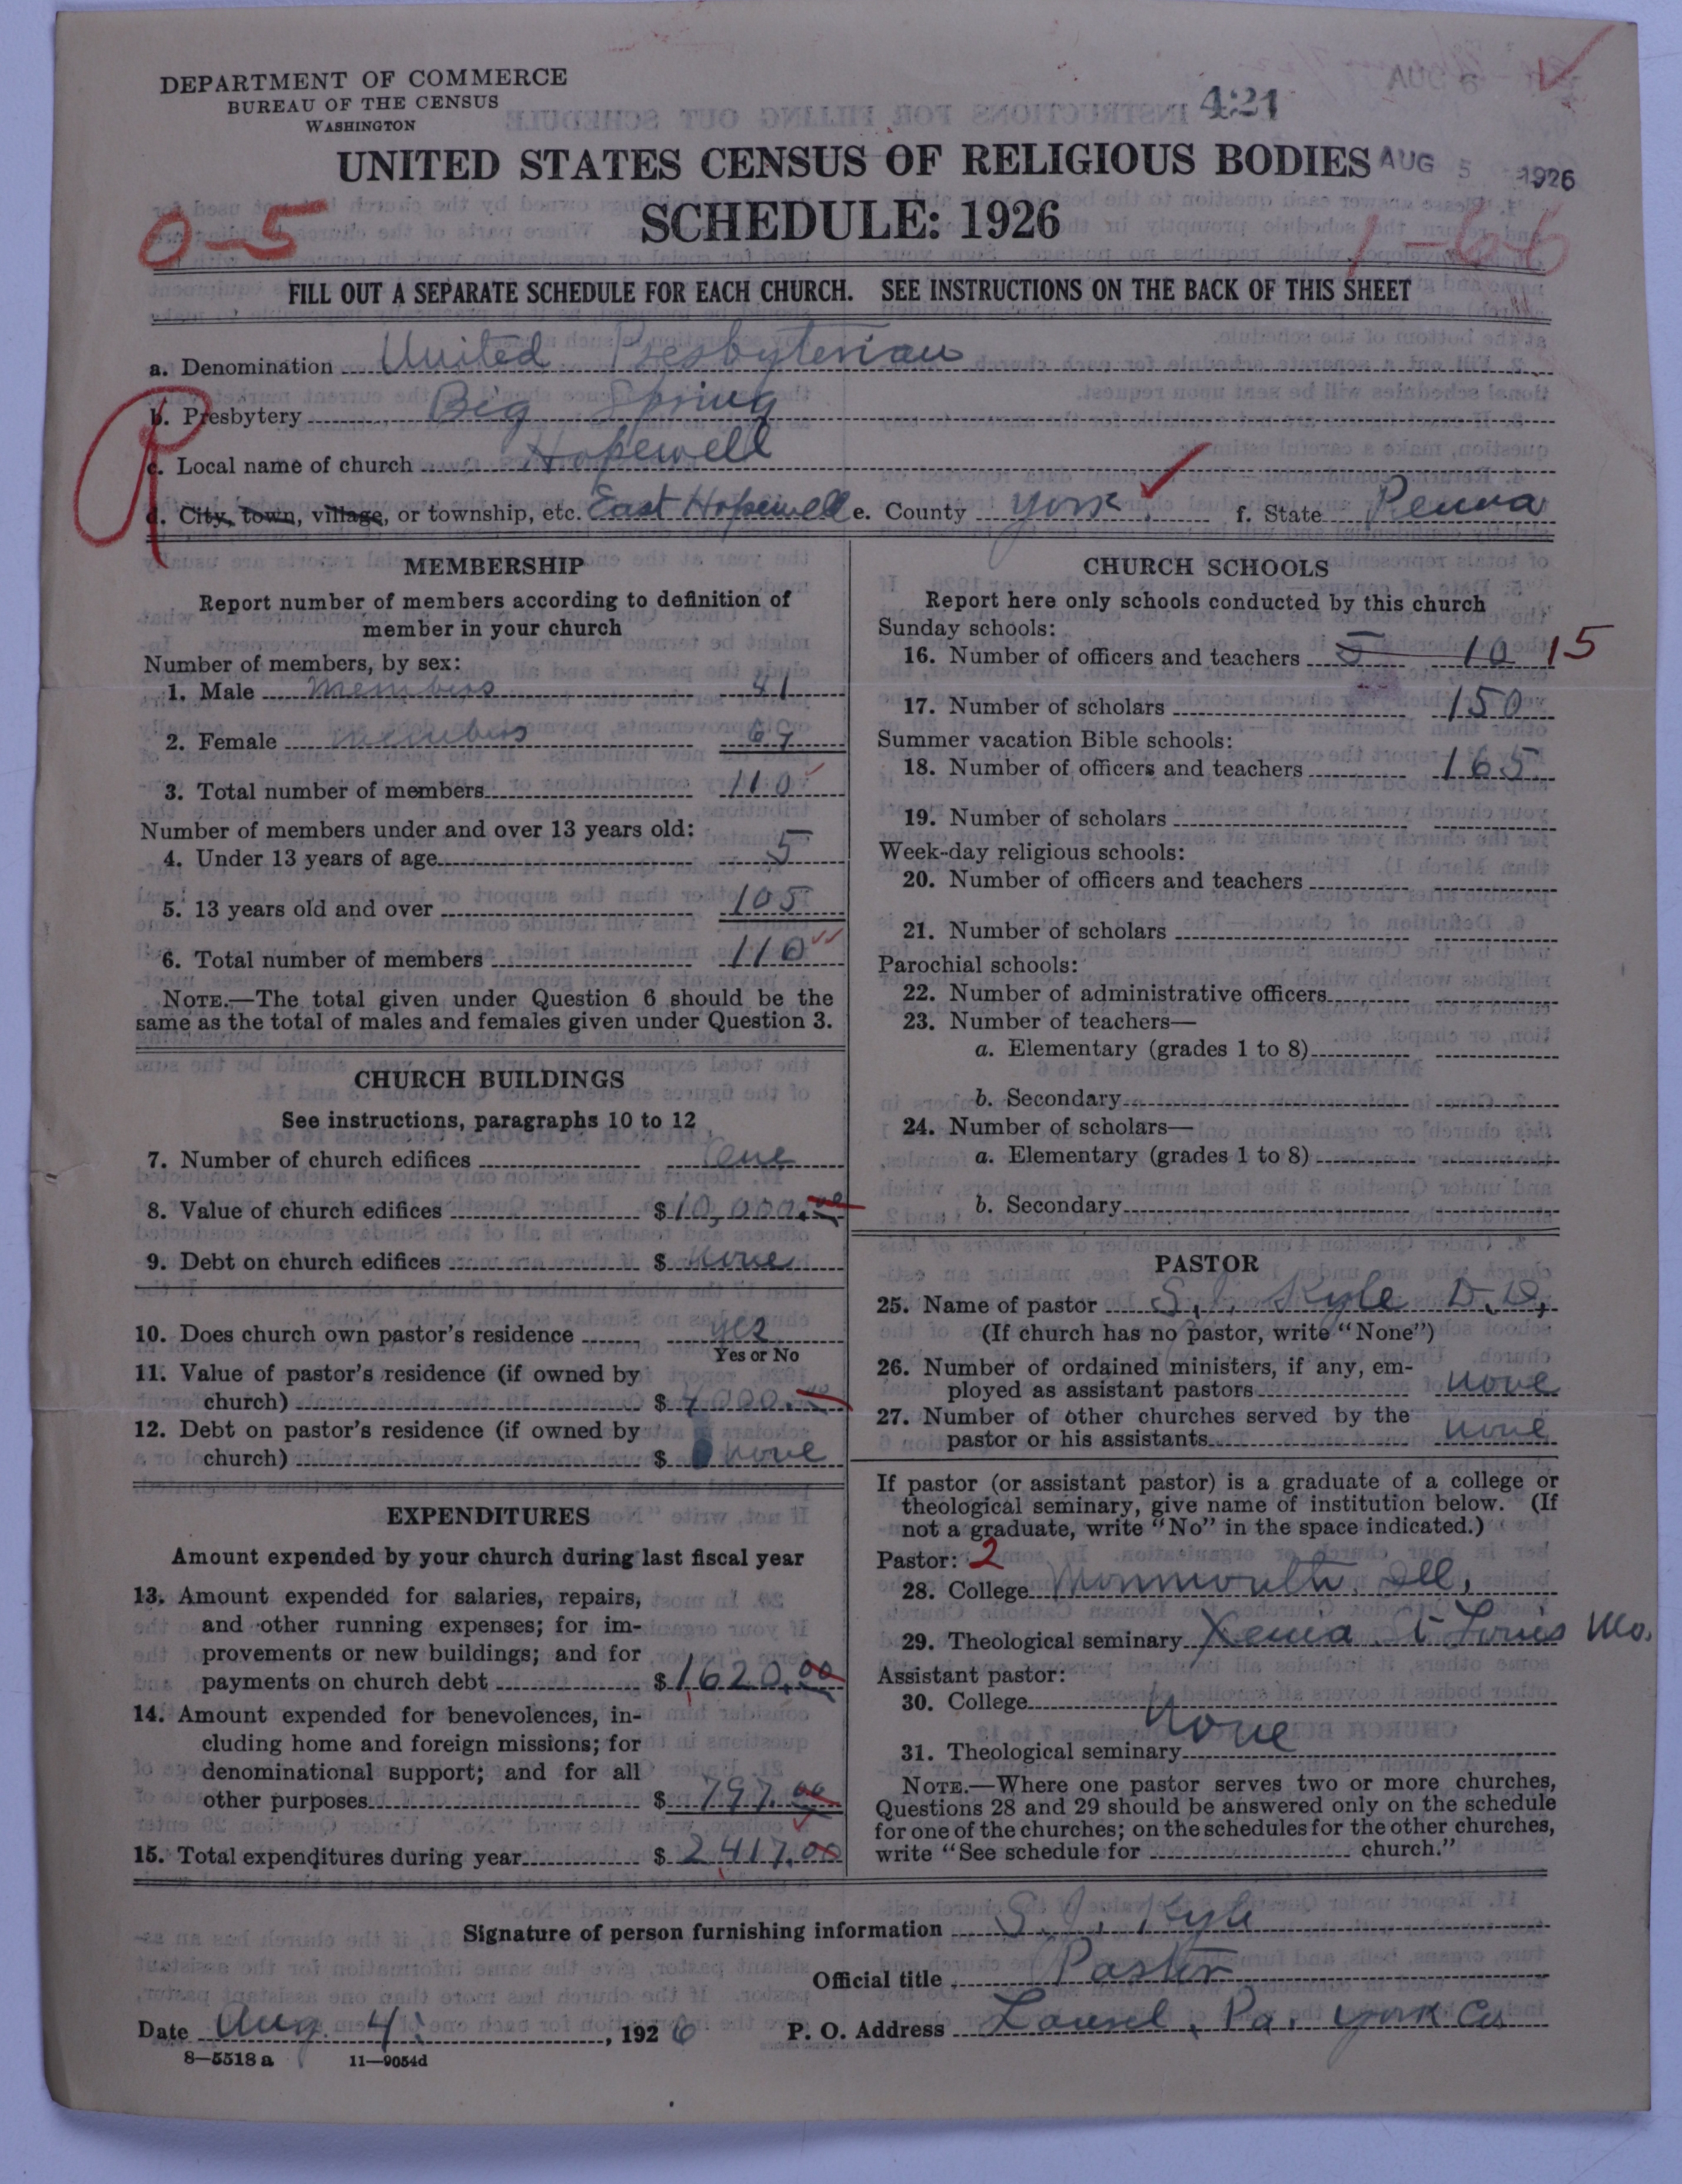 DEPARTMENT OF COMMERCE
BUREAU OF THE CENSUS
WASHINGTON
421
AUG 5
UNITED STATES CENSUS OF RELIGIOUS BODIES
AUG 5 1926
SCHEDULE: 1926
0-5
1-66
FILL OUT A SEPARATE SCHEDULE FOR EACH CHURCH. SEE INSTRUCTIONS ON THE BACK OF THIS SHEET
a. Denomination United Presbyterian
b. Presbytery Big Spring
R
c. Local name of church Hopewell
d. City, town, village, or township, etc. East Hopewell e. County York f. State Penna
MEMBERSHIP
Report number of members according to definition of
member in your church
Number of members, by sex:
1. Male members 41
2. Female members 69
3. Total number of members 110
Number of members under and over 13 years old:
4. Under 13 years of age 5
5. 13 years old and over 105
6. Total number of members 110
NOTE.—The total given under Question 6 should be the
same as the total of males and females given under Question 3.
CHURCH BUILDINGS
See instructions, paragraphs 10 to 12
7. Number of church edifices One
8. Value of church edifices $10,000.00
9. Debt on church edifices $ None
10. Does church own pastor's residence yes
Yes or No
11. Value of pastor's residence (if owned by
church) $ 4000.00
12. Debt on pastor's residence (if owned by
church) $ None
EXPENDITURES
Amount expended by your church during last fiscal year
13. Amount expended for salaries, repairs,
and other running expenses; for im-
provements or new buildings; and for
payments on church debt $1620.00
14. Amount expended for benevolences, in-
cluding home and foreign missions; for
denominational support; and for all
other purposes $ 797.00
15. Total expenditures during year $ 2417.00
CHURCH SCHOOLS
Report here only schools conducted by this church
Sunday schools:
16. Number of officers and teachers 5 10 15
17. Number of scholars 150
Summer vacation Bible schools:
18. Number of officers and teachers 165
19. Number of scholars
Week-day religious schools:
20. Number of officers and teachers
21. Number of scholars
Parochial schools:
22. Number of administrative officers
23. Number of teachers—
a. Elementary (grades 1 to 8)
b. Secondary
24. Number of scholars—
a. Elementary (grades 1 to 8)
b. Secondary
PASTOR
25. Name of pastor S. J. Kyle D.D.,
(If church has no pastor, write "None")
26. Number of ordained ministers, if any, em-
ployed as assistant pastors none
27. Number of other churches served by the
pastor or his assistants none
If pastor (or assistant pastor) is a graduate of a college or
theological seminary, give name of institution below. (If
not a graduate, write "No" in the space indicated.)
Pastor: 2
28. College Monmouth, Ill.
29. Theological seminary Xenia Louis Mo.
Assistant pastor:
30. College
None
31. Theological seminary
NOTE.—Where one pastor serves two or more churches,
Questions 28 and 29 should be answered only on the schedule
for one of the churches; on the schedules for the other churches,
write "See schedule for church."
Signature of person furnishing information S. J. Kyle
Official title Pastor
Date Aug. 4, 1926 P. O. Address Laurel, Pa. York Co
8—5518 a 11—9054d